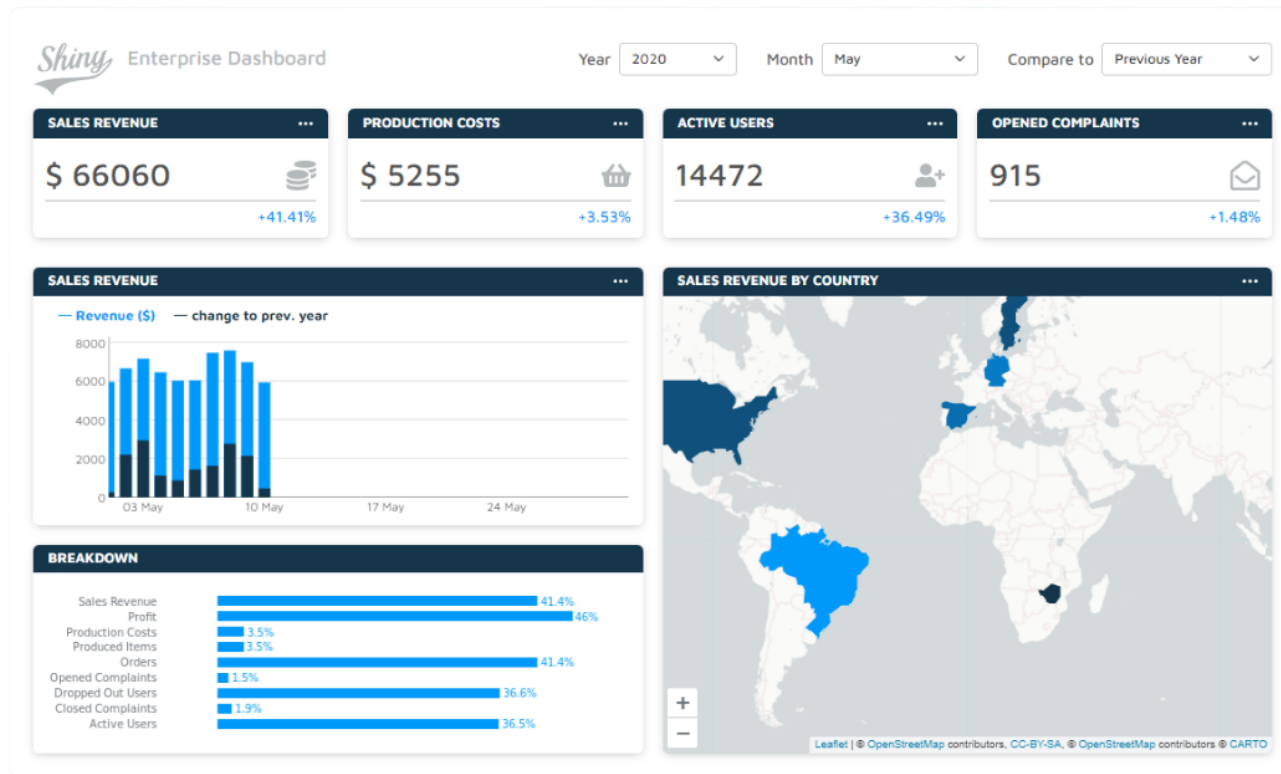 Shiny Enterprise Dashboard Year 2020 Month May Compare to Previous Year
SALES REVENUE ... PRODUCTION COSTS ... ACTIVE USERS ... OPENED COMPLAINTS ...
$ 66060 $ 5255 14472 915
+41.41% +3.53% +36.49% +1.48%
SALES REVENUE ...
Revenue ($) change to prev. year
8000
6000
4000
2000
0
03 May 10 May 17 May 24 May
BREAKDOWN
Sales Revenue 41.4%
Profit 46%
Production Costs 3.5%
Produced Items 3.5%
Orders 41.4%
Opened Complaints 1.5%
Dropped Out Users 36.6%
Closed Complaints 1.9%
Active Users 36.5%
SALES REVENUE BY COUNTRY ...
+
−
Leaflet | © OpenStreetMap contributors, CC-BY-SA, © OpenStreetMap contributors © CARTO